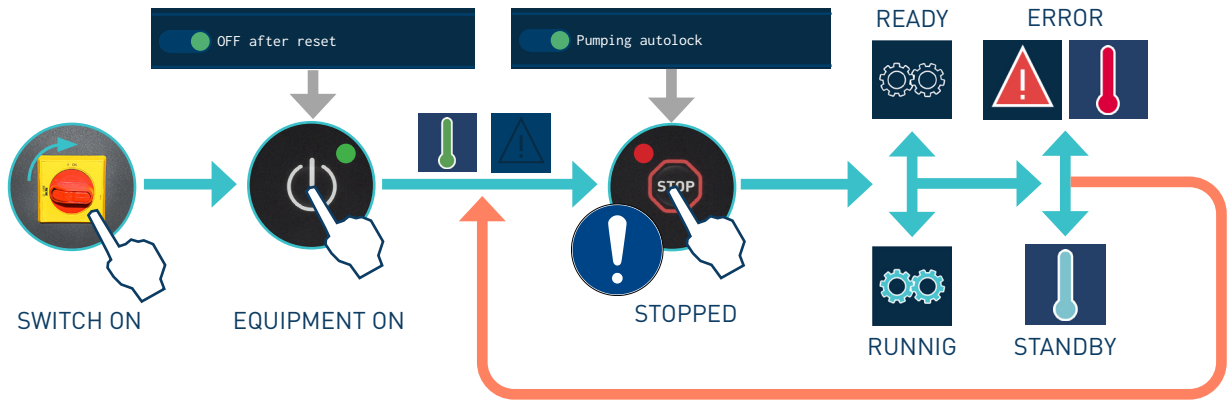 OFF after reset
Pumping autolock
READY
ERROR
STOP
SWITCH ON
EQUIPMENT ON
STOPPED
RUNNIG
STANDBY